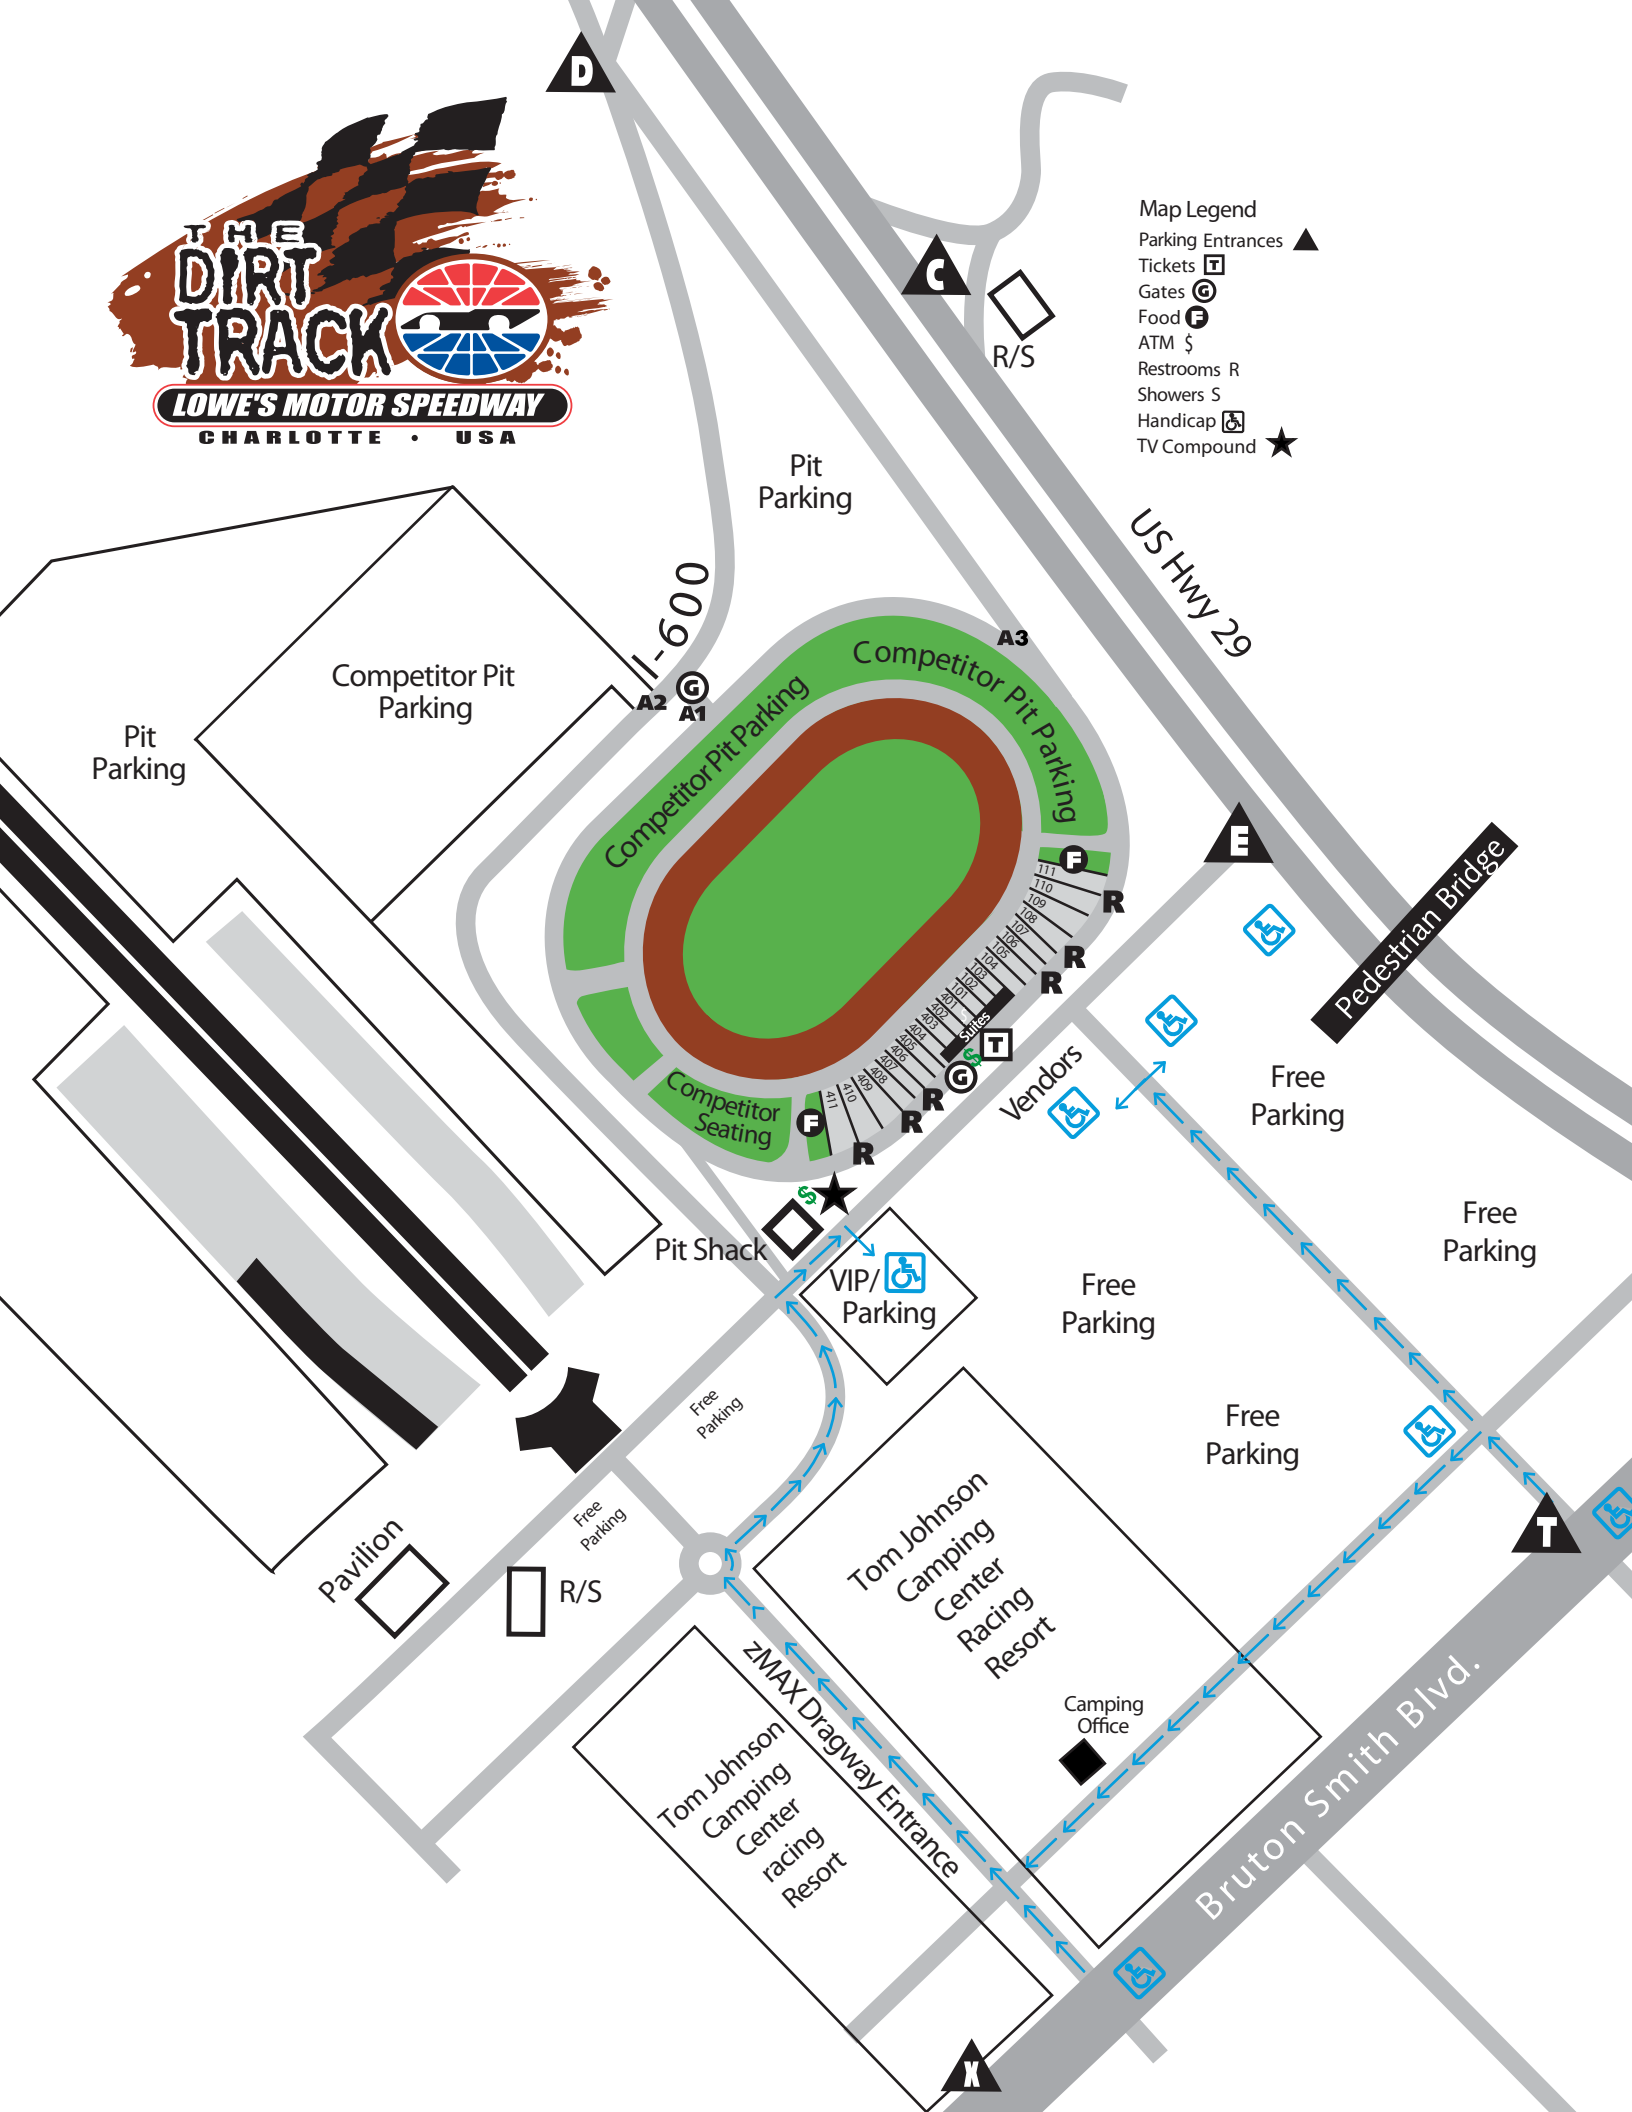 D
THE
DIRT
TRACK
LOWE'S MOTOR SPEEDWAY
CHARLOTTE • USA
C
R/S
Map Legend
Parking Entrances
Tickets T
Gates G
Food F
ATM $
Restrooms R
Showers S
Handicap
TV Compound
Pit
Parking
US Hwy 29
I-600
A3
Competitor Pit
Parking
A2
G
A1
Pit
Parking
Competitor Pit Parking
Competitor Pit Parking
E
Pedestrian Bridge
F
111
110
109
108
107
106
105
104
103
102
101
401
402
403
404
405
406
407
408
409
410
411
R
R
R
Suites
$
T
G
R
R
R
F
Competitor
Seating
Vendors
Free
Parking
$
Pit Shack
VIP/
Parking
Free
Parking
Free
Parking
Free
Parking
Free
Parking
Free
Parking
Pavilion
R/S
Tom Johnson
Camping
Center
Racing
Resort
T
zMAX Dragway Entrance
Camping
Office
Tom Johnson
Camping
Center
racing
Resort
Bruton Smith Blvd.
X